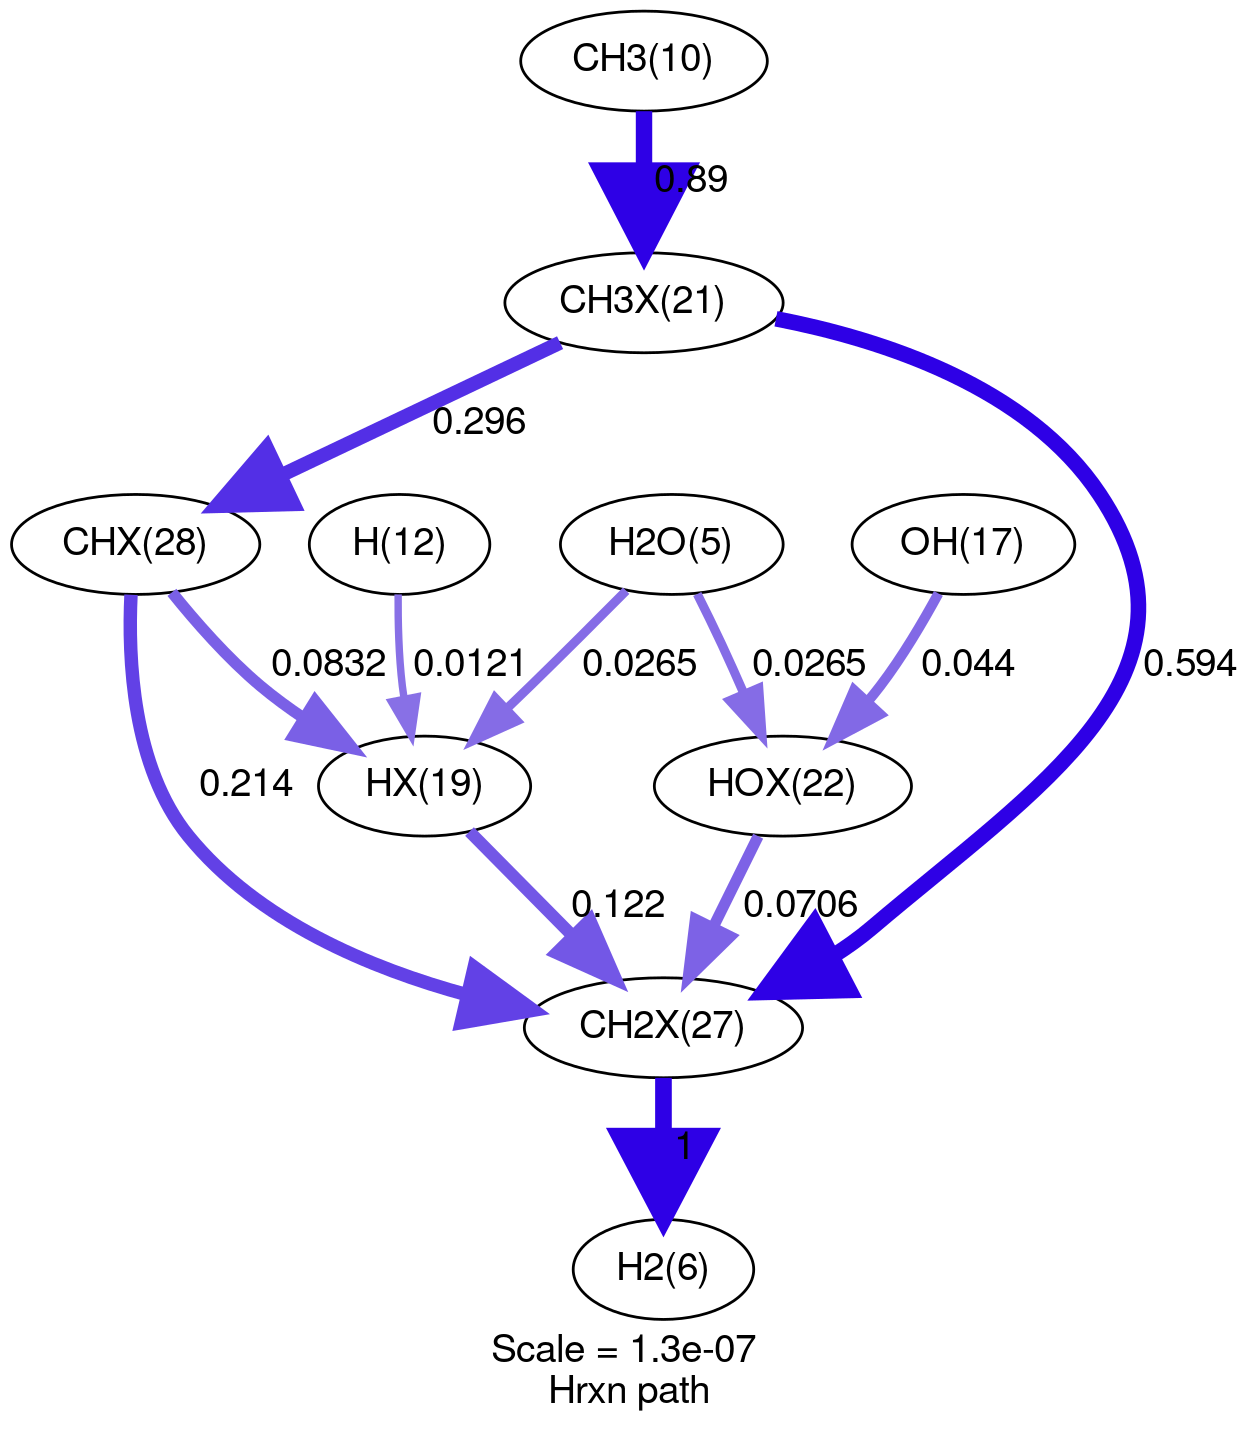 CH3(10)
0.89
CH3X(21)
0.296
CHX(28)
H(12)
H2O(5)
OH(17)
0.0832
0.0121
0.0265
0.0265
0.044
0.594
0.214
HX(19)
HOX(22)
0.122
0.0706
CH2X(27)
1
H2(6)
Scale = 1.3e-07
Hrxn path